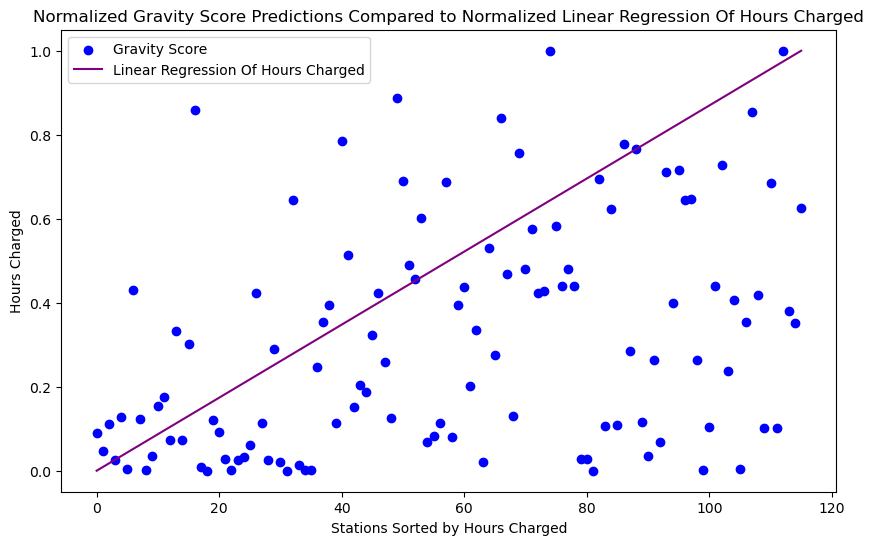 Normalized Gravity Score Predictions Compared to Normalized Linear Regression Of Hours Charged
Gravity Score
Linear Regression Of Hours Charged
1.0
0.8
0.6
0.4
0.2
0.0
Hours Charged
0 20 40 60 80 100 120
Stations Sorted by Hours Charged